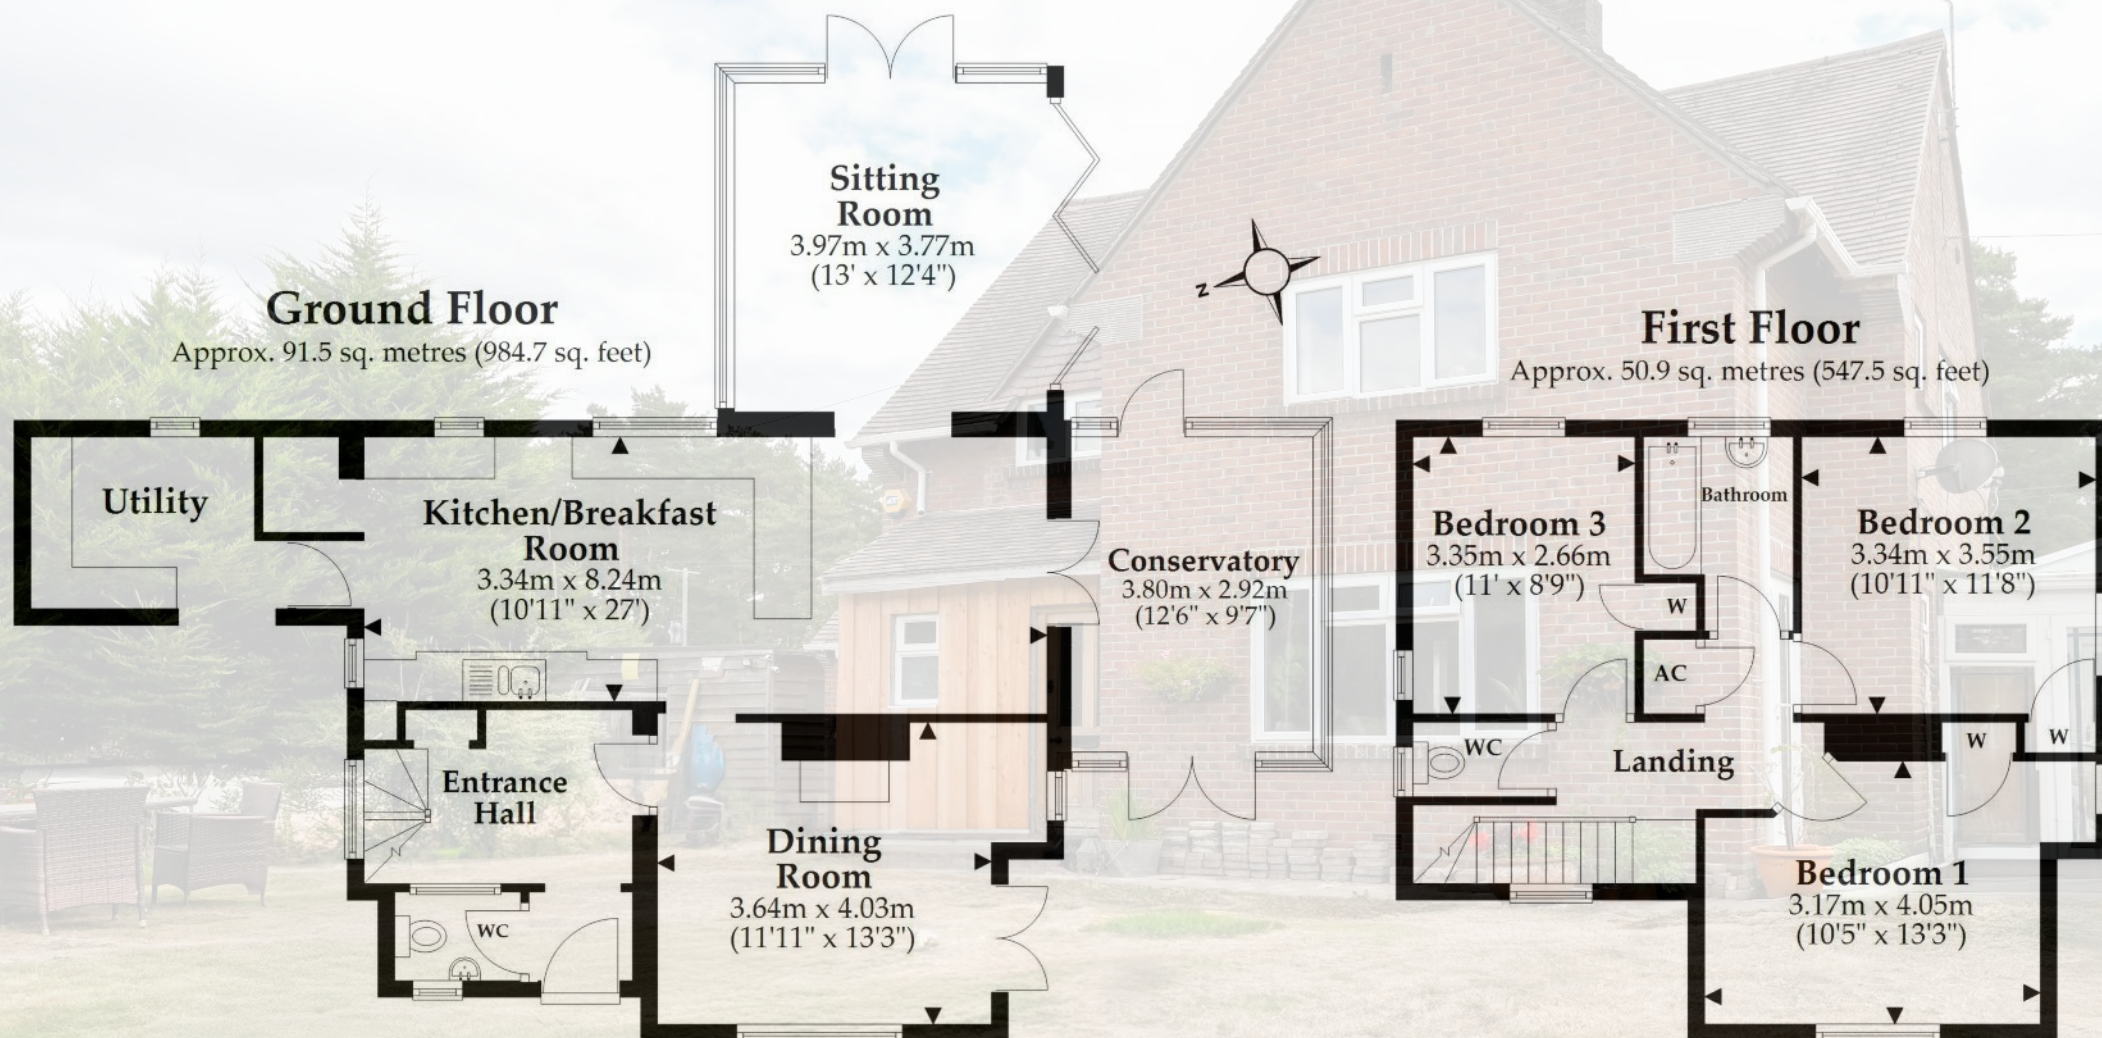 Sitting
Room
3.97m x 3.77m
(13' x 12'4")
Ground Floor
Approx. 91.5 sq. metres (984.7 sq. feet)
Utility
Kitchen/Breakfast
Room
3.34m x 8.24m
(10'11" x 27')
Conservatory
3.80m x 2.92m
(12'6" x 9'7")
Entrance
Hall
Dining
Room
3.64m x 4.03m
(11'11" x 13'3")
WC
N
First Floor
Approx. 50.9 sq. metres (547.5 sq. feet)
Bedroom 3
3.35m x 2.66m
(11' x 8'9")
Bathroom
Bedroom 2
3.34m x 3.55m
(10'11" x 11'8")
W
AC
WC
Landing
W
W
Bedroom 1
3.17m x 4.05m
(10'5" x 13'3")